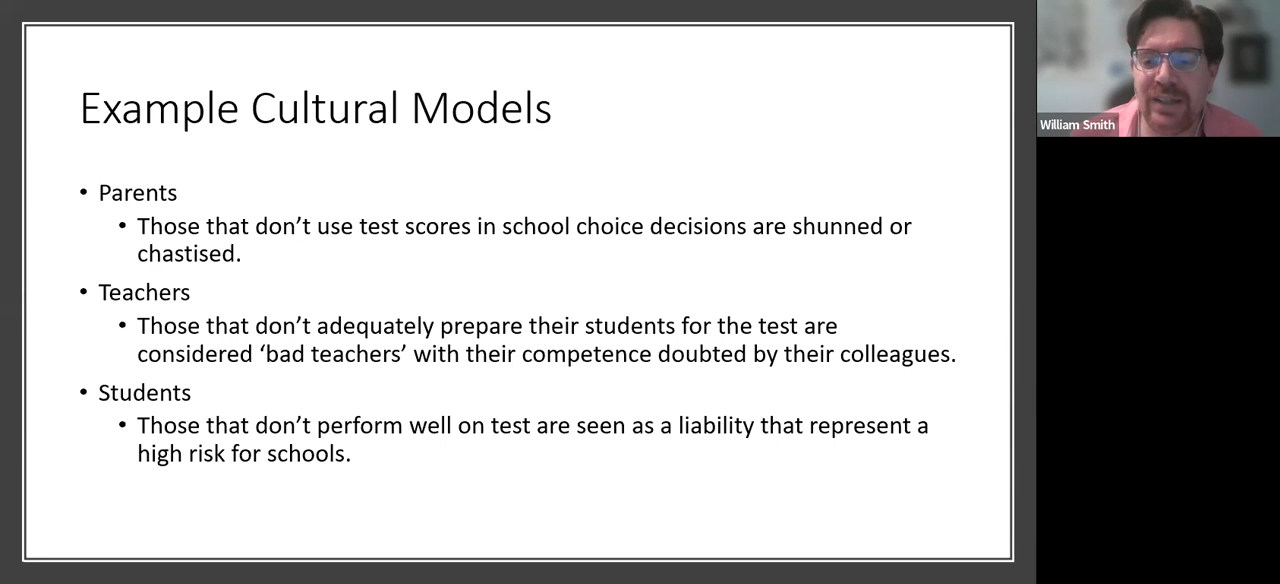 Example Cultural Models
• Parents
• Those that don’t use test scores in school choice decisions are shunned or
chastised.
• Teachers
• Those that don’t adequately prepare their students for the test are
considered ‘bad teachers’ with their competence doubted by their colleagues.
• Students
• Those that don’t perform well on test are seen as a liability that represent a
high risk for schools.
William Smith